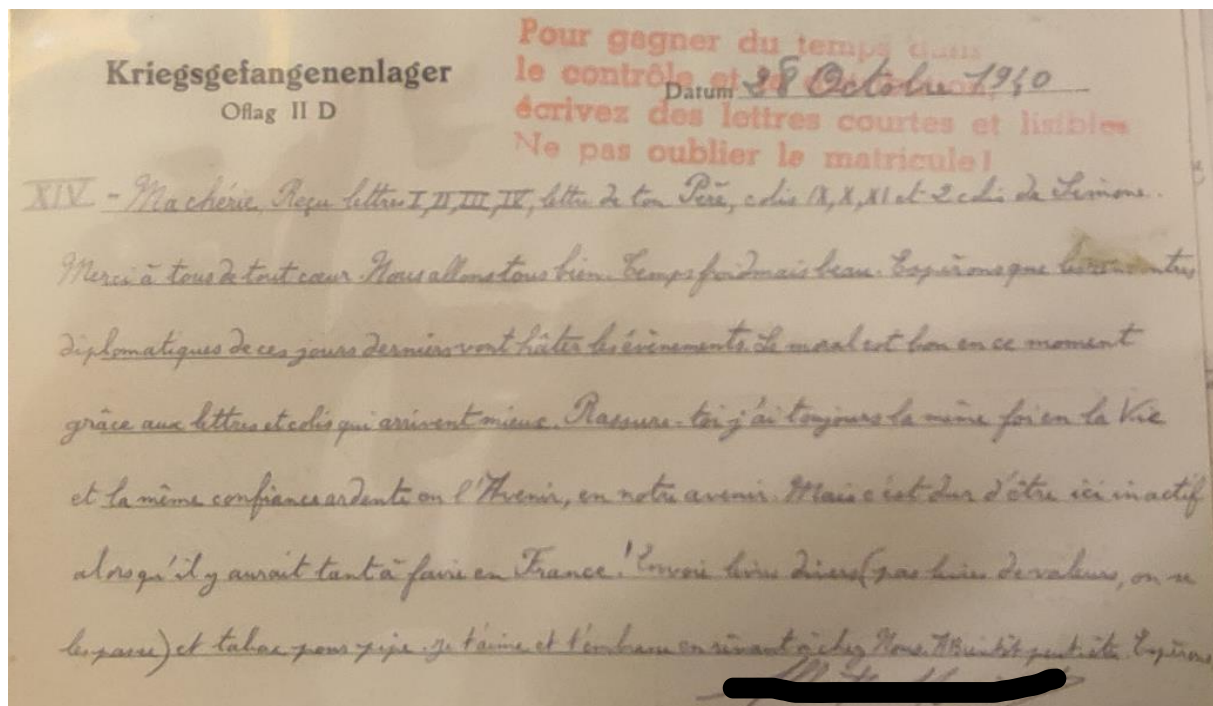 Kriegsgefangenenlager
Oflag II D
Pour gagner du temps dans
le contrôle et
écrivez des lettres courtes et lisibles
Ne pas oublier le matricule!
Datum 28 Octobre 1940
XIV - Ma chérie, Reçu lettres I, II, III, IV, lettre de ton Père, colis IX, X, XI et 2 colis de Simone.
Merci à tous de tout cœur. Nous allons tous bien. Temps froid mais beau. Espérons que les rencontres
diplomatiques de ces jours derniers vont hâter les évènements. Le moral est bon en ce moment
grâce aux lettres et colis qui arrivent mieux. Rassure-toi j'ai toujours la même foi en la Vie
et la même confiance ardente en l'Avenir, en notre avenir. Mais c'est dur d'être ici inactif
alors qu'il y aurait tant à faire en France! Envoie livres divers (pas livres de valeurs, on se
les passe) et tabac pour pipe. Je t'aime et t'embrasse en rêvant à chez Nous. A Bientôt peut-être. Espérons